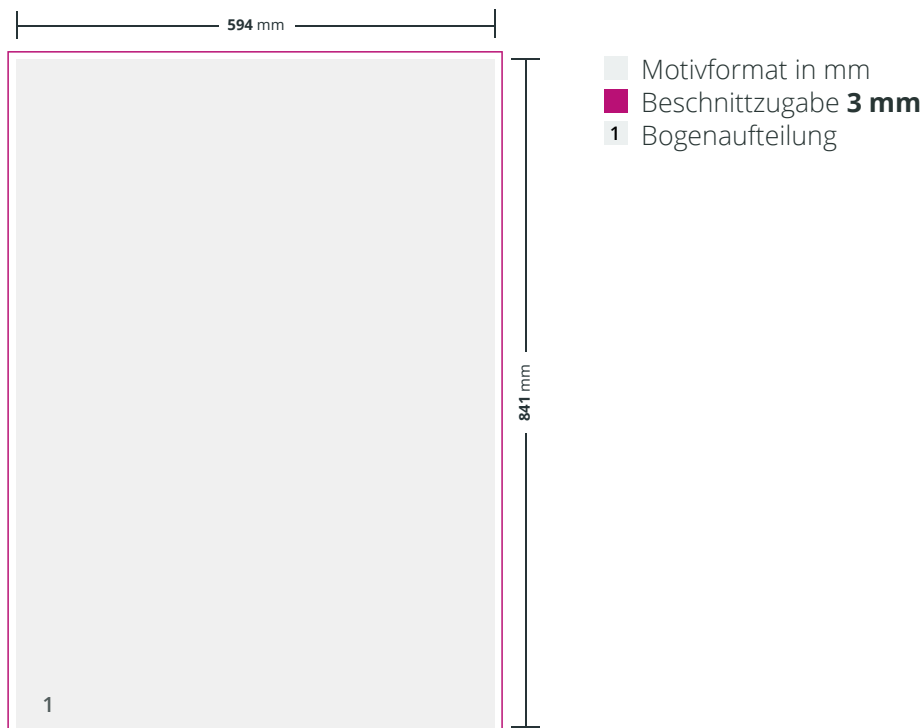 594 mm
Motivformat in mm
Beschnittzugabe 3 mm
1 Bogenaufteilung
841 mm
1